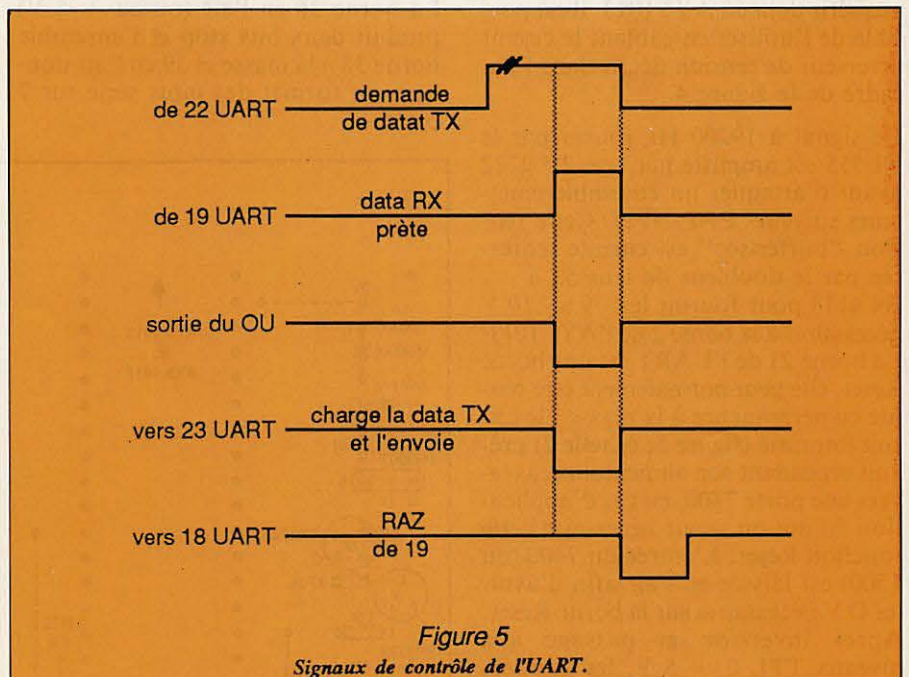 de 22 UART
demande
de datat TX
de 19 UART
data RX
prète
sortie du OU
vers 23 UART
charge la data TX
et l'envoie
vers 18 UART
RAZ
de 19
Figure 5
Signaux de contrôle de l'UART.